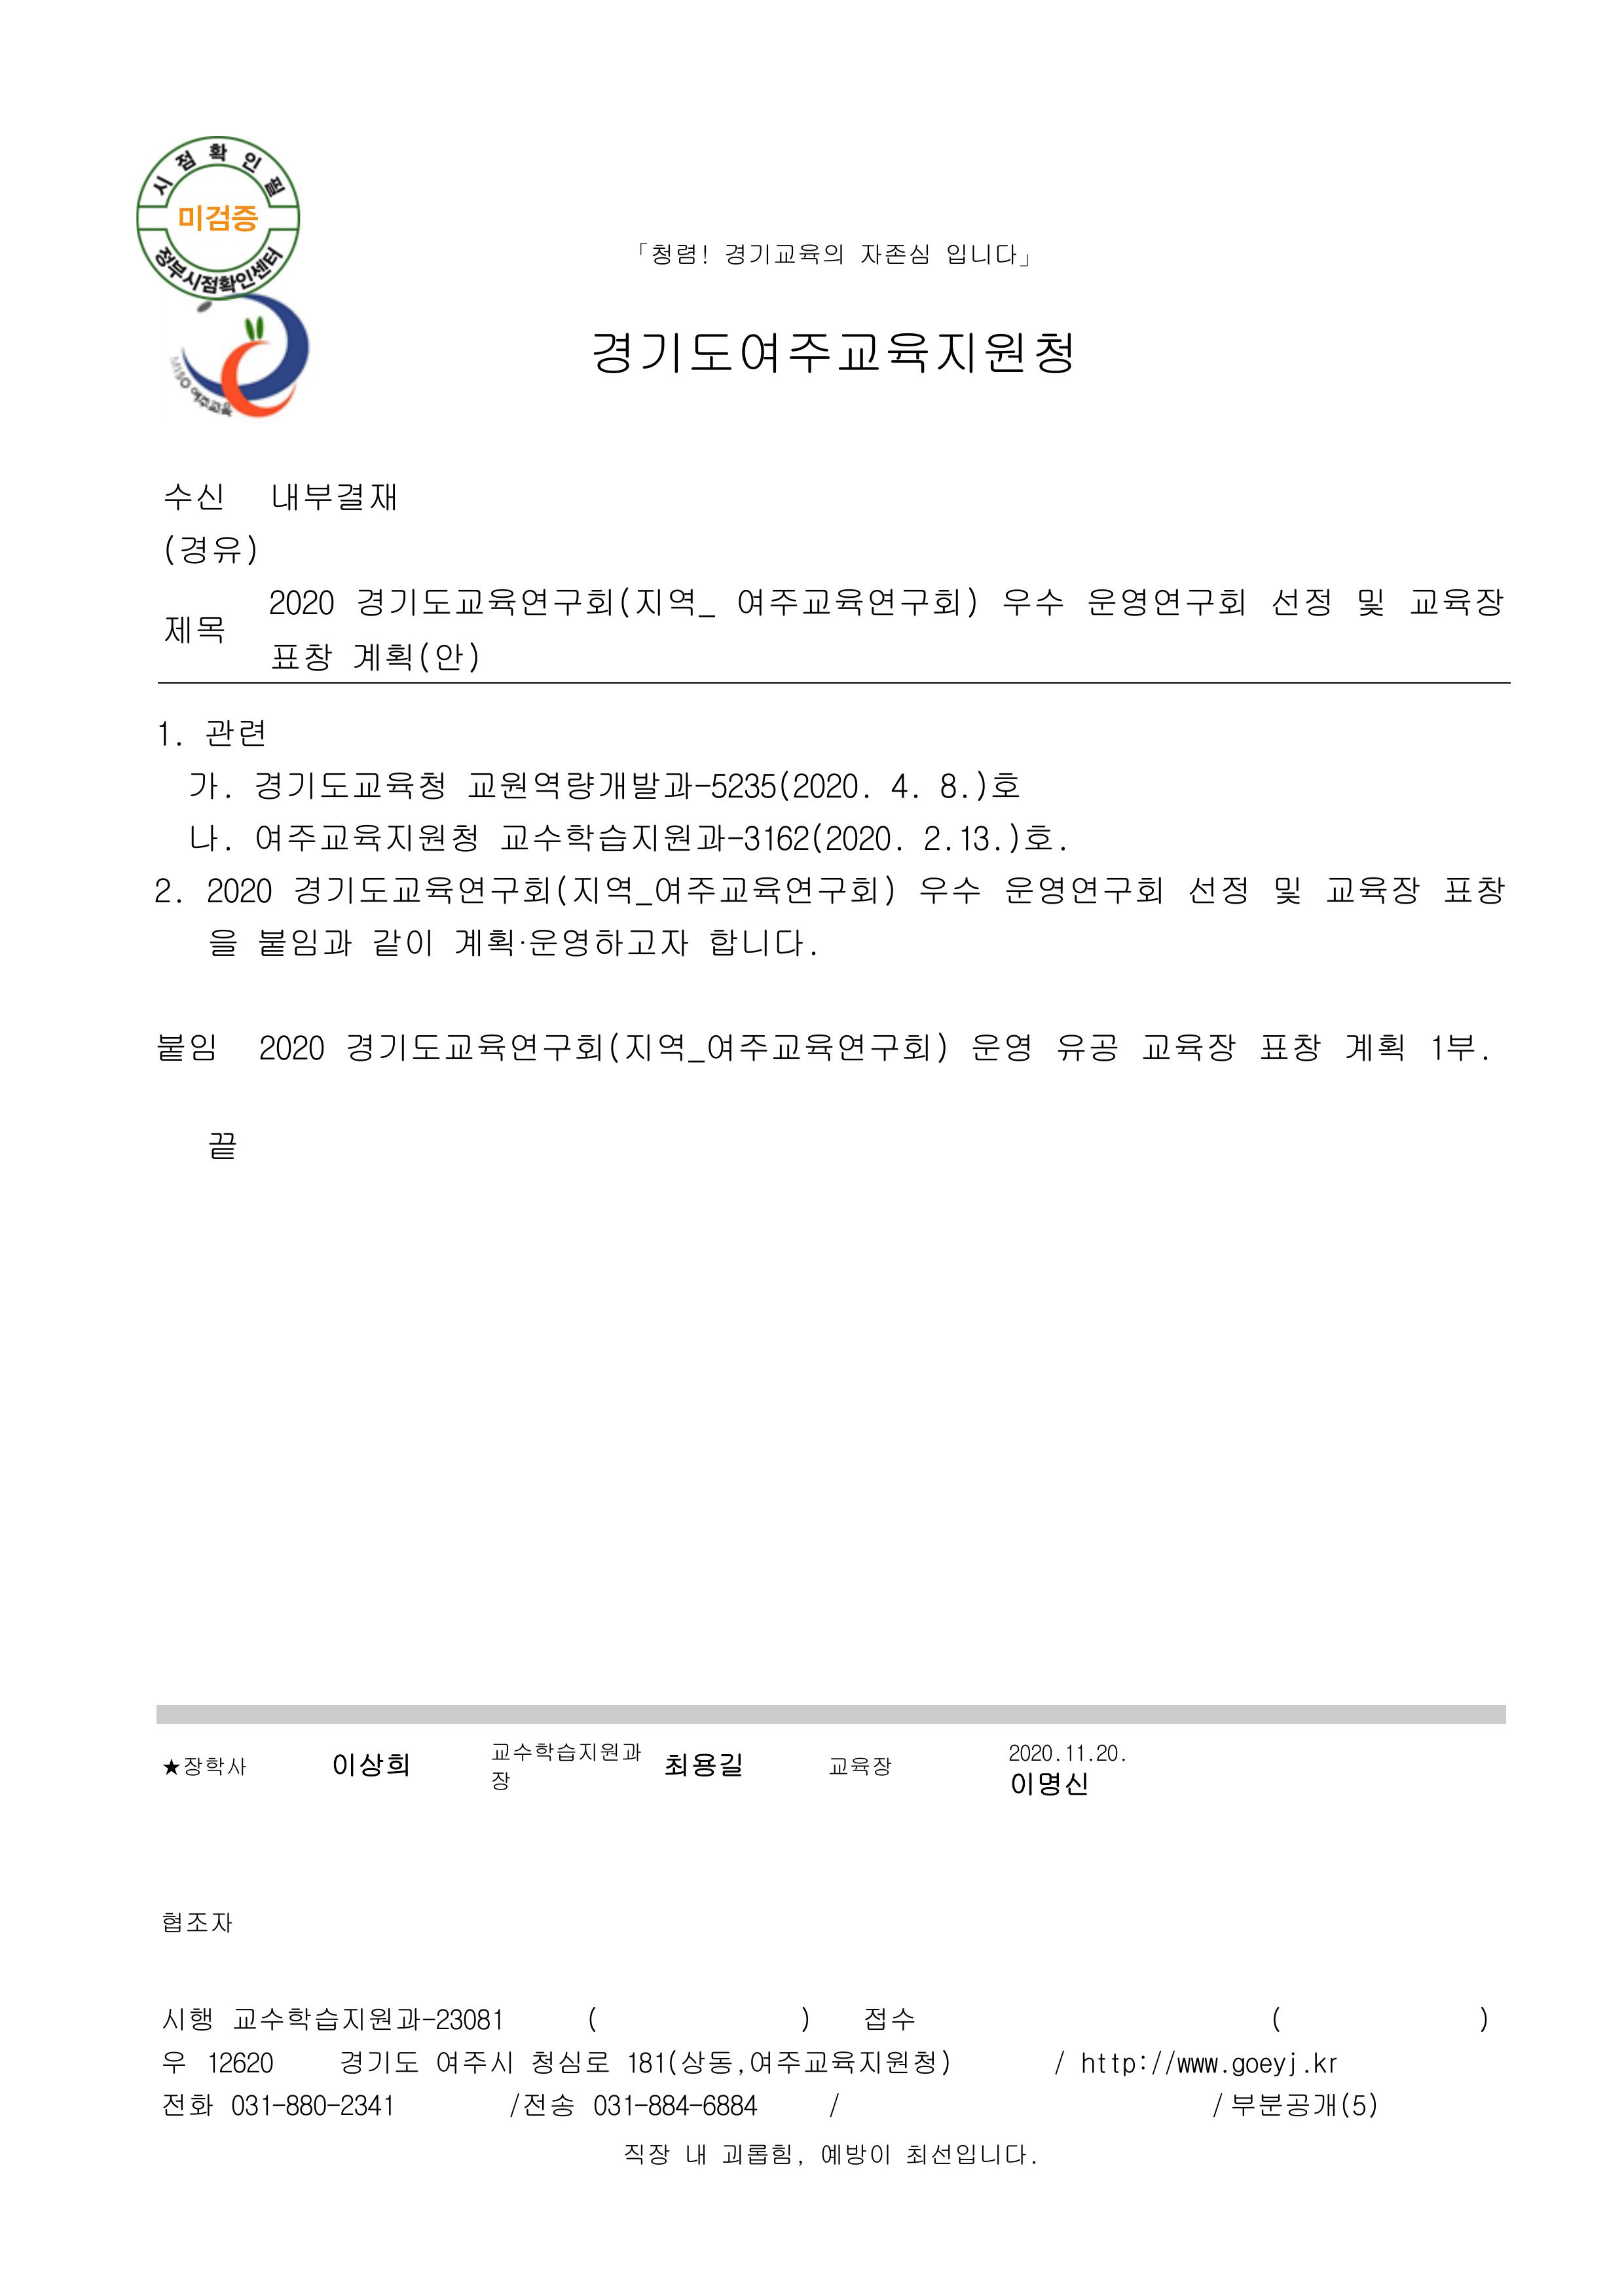 시점확인필
미검증
정부시점확인센터
MISO 여주교육
「청렴! 경기교육의 자존심 입니다」
경기도여주교육지원청
수신 내부결재
(경유)
제목 2020 경기도교육연구회(지역_ 여주교육연구회) 우수 운영연구회 선정 및 교육장
표창 계획(안)
1. 관련
가. 경기도교육청 교원역량개발과-5235(2020. 4. 8.)호
나. 여주교육지원청 교수학습지원과-3162(2020. 2.13.)호.
2. 2020 경기도교육연구회(지역_여주교육연구회) 우수 운영연구회 선정 및 교육장 표창
을 붙임과 같이 계획·운영하고자 합니다.
붙임 2020 경기도교육연구회(지역_여주교육연구회) 운영 유공 교육장 표창 계획 1부.
끝
★장학사 이상희 교수학습지원과 최용길 교육장 2020.11.20.
장 이명신
협조자
시행 교수학습지원과-23081 ( ) 접수 ( )
우 12620 경기도 여주시 청심로 181(상동,여주교육지원청) / http://www.goeyj.kr
전화 031-880-2341 /전송 031-884-6884 / / 부분공개(5)
직장 내 괴롭힘, 예방이 최선입니다.